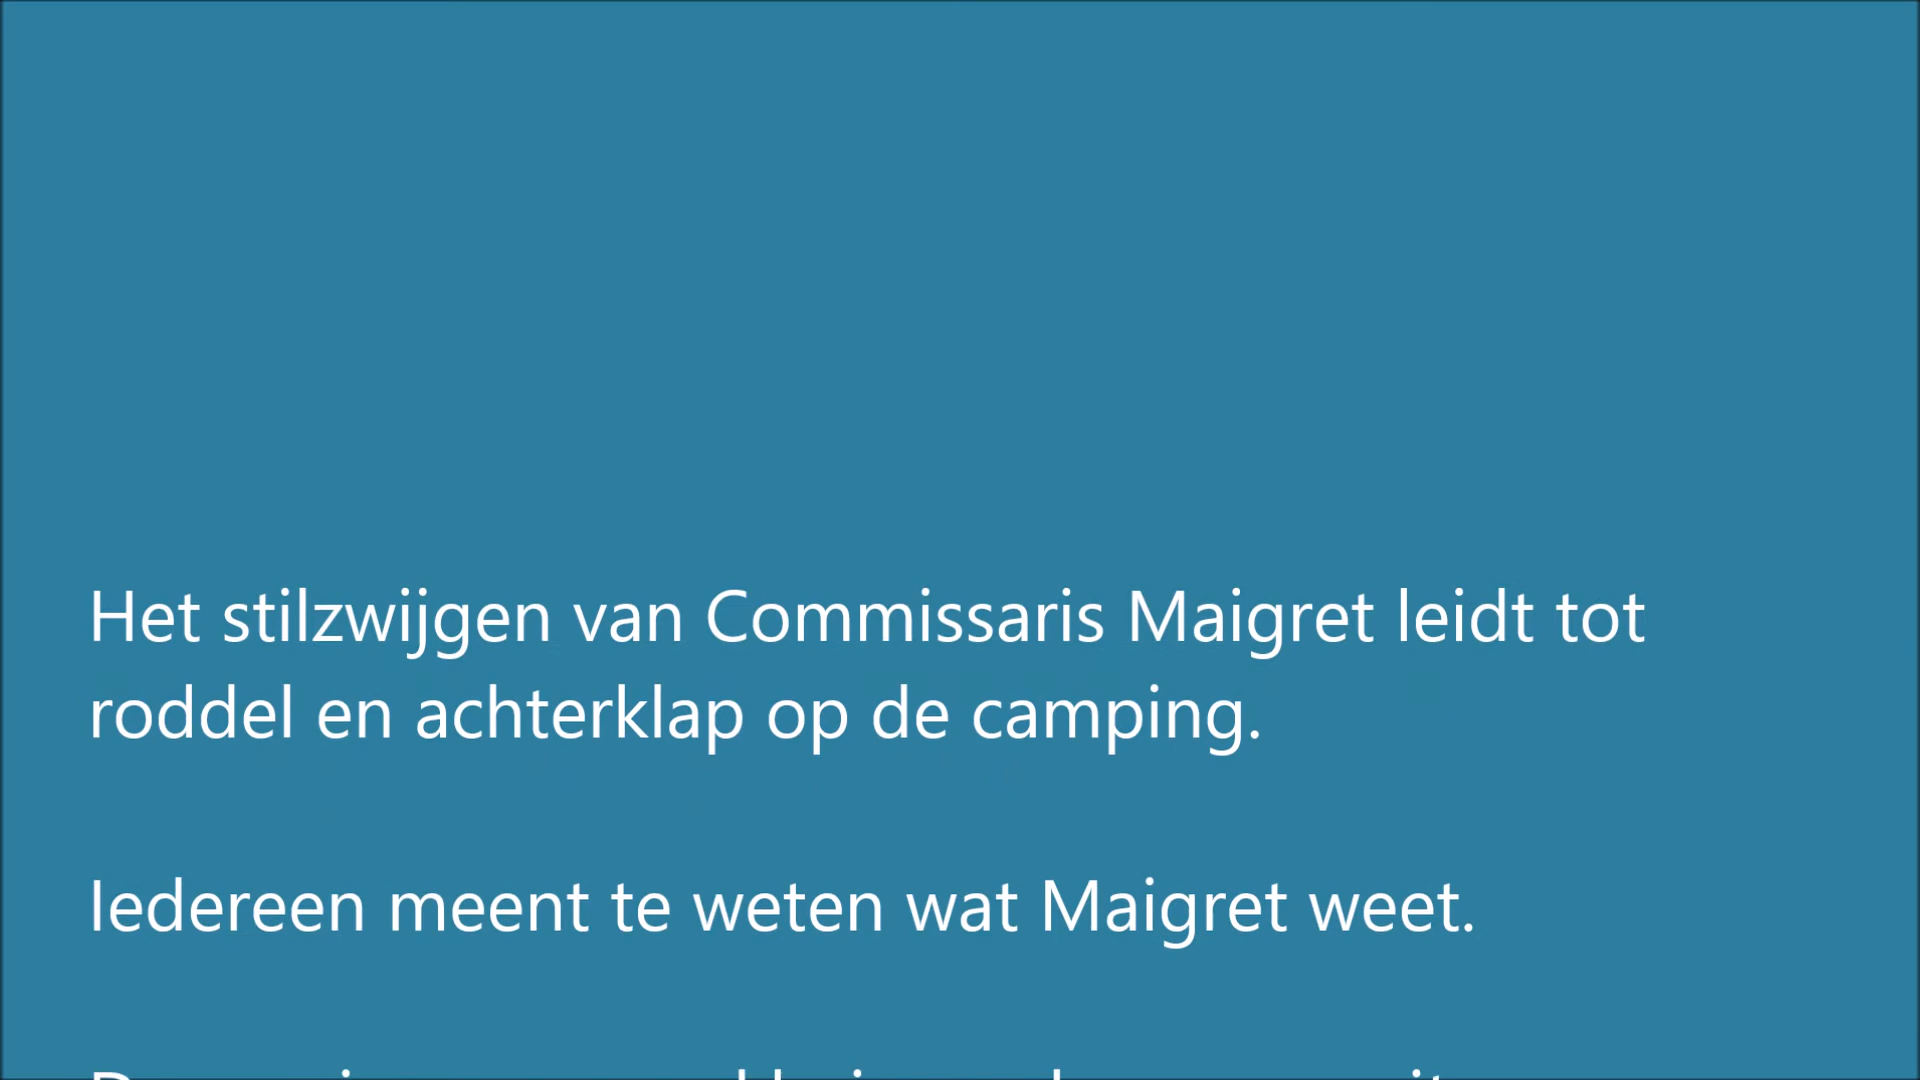 Het stilzwijgen van Commissaris Maigret leidt tot
roddel en achterklap op de camping.
Iedereen meent te weten wat Maigret weet.